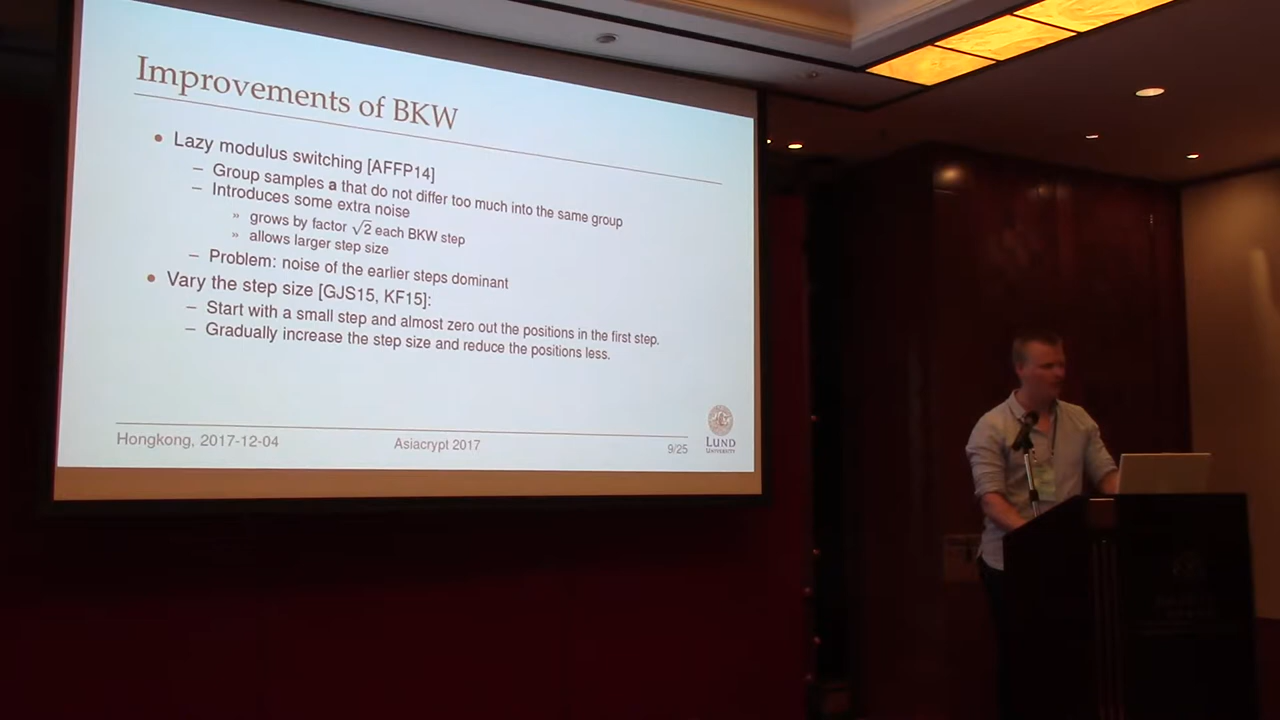 Improvements of BKW
• Lazy modulus switching [AFFP14]
– Group samples a that do not differ too much into the same group
– Introduces some extra noise
» grows by factor √2 each BKW step
» allows larger step size
– Problem: noise of the earlier steps dominant
• Vary the step size [GJS15, KF15]:
– Start with a small step and almost zero out the positions in the first step.
– Gradually increase the step size and reduce the positions less.
Hongkong, 2017-12-04
Asiacrypt 2017
9/25
LUND
UNIVERSITY